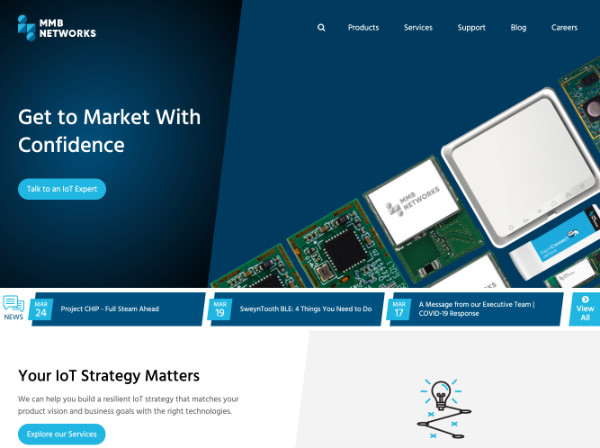 MMB
NETWORKS
Products
Services
Support
Blog
Careers
Get to Market With
Confidence
Talk to an IoT Expert
MMB
NETWORKS
NEWS
MAR
24
Project CHIP - Full Steam Ahead
MAR
19
SweynTooth BLE: 4 Things You Need to Do
MAR
17
A Message from our Executive Team |
COVID-19 Response
View
All
Your IoT Strategy Matters
We can help you build a resilient IoT strategy that matches your
product vision and business goals with the right technologies.
Explore our Services